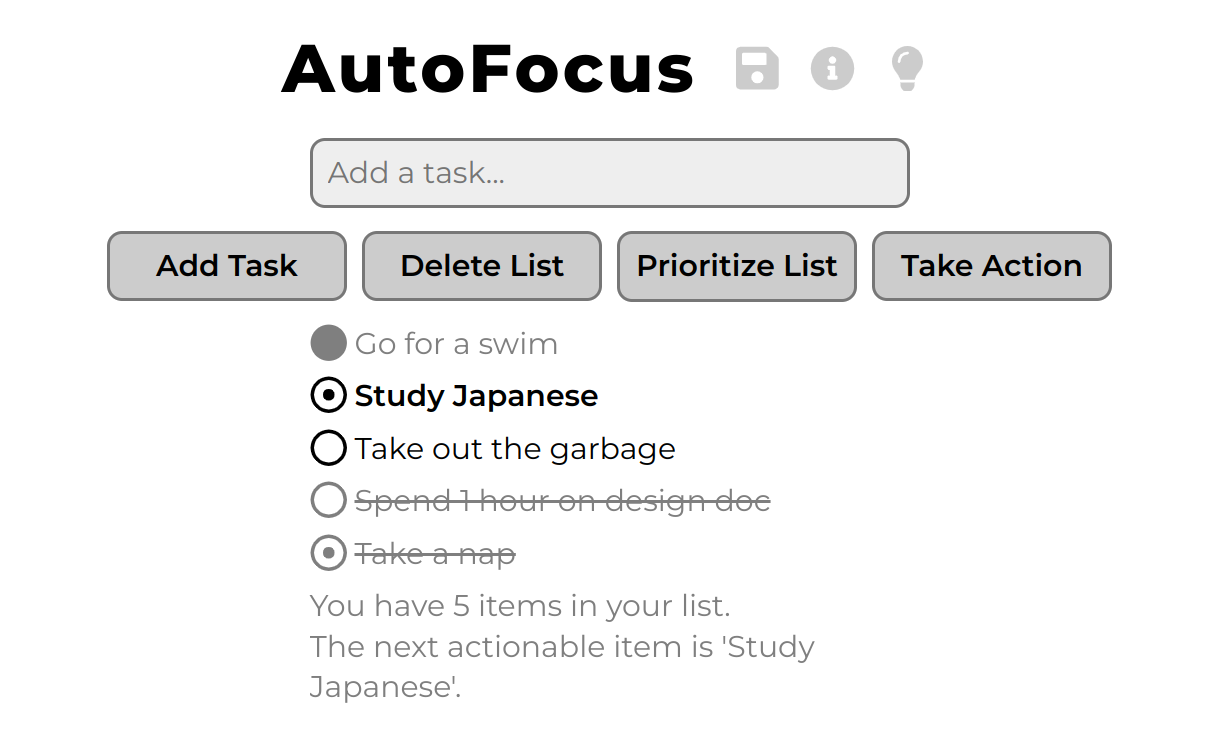 AutoFocus
Add a task...
Add Task
Delete List
Prioritize List
Take Action
Go for a swim
Study Japanese
Take out the garbage
Spend 1 hour on design doc
Take a nap
You have 5 items in your list.
The next actionable item is 'Study
Japanese'.